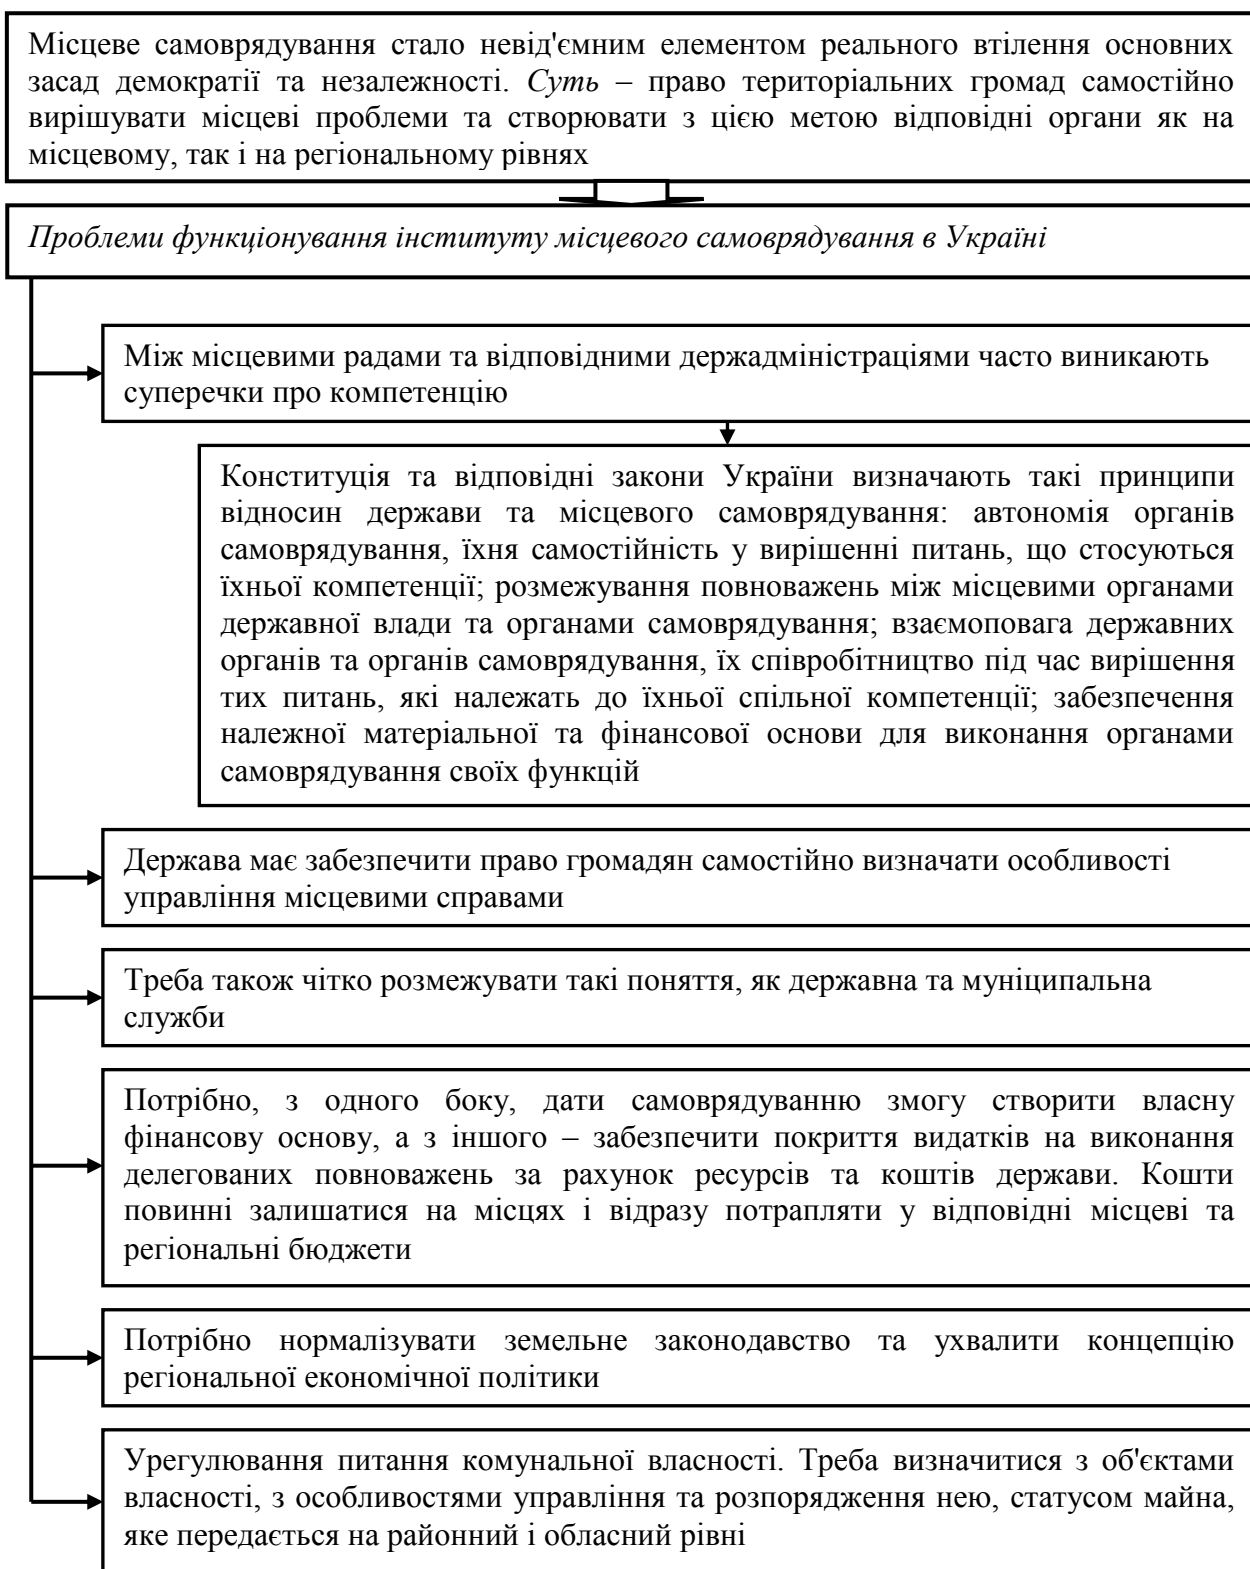 Місцеве самоврядування стало невід'ємним елементом реального втілення основних
засад демократії та незалежності. Суть – право територіальних громад самостійно
вирішувати місцеві проблеми та створювати з цією метою відповідні органи як на
місцевому, так і на регіональному рівнях
Проблеми функціонування інституту місцевого самоврядування в Україні
Між місцевими радами та відповідними держадміністраціями часто виникають
суперечки про компетенцію
Конституція та відповідні закони України визначають такі принципи
відносин держави та місцевого самоврядування: автономія органів
самоврядування, їхня самостійність у вирішенні питань, що стосуються
їхньої компетенції; розмежування повноважень між місцевими органами
державної влади та органами самоврядування; взаємоповага державних
органів та органів самоврядування, їх співробітництво під час вирішення
тих питань, які належать до їхньої спільної компетенції; забезпечення
належної матеріальної та фінансової основи для виконання органами
самоврядування своїх функцій
Держава має забезпечити право громадян самостійно визначати особливості
управління місцевими справами
Треба також чітко розмежувати такі поняття, як державна та муніципальна
служби
Потрібно, з одного боку, дати самоврядуванню змогу створити власну
фінансову основу, а з іншого – забезпечити покриття видатків на виконання
делегованих повноважень за рахунок ресурсів та коштів держави. Кошти
повинні залишатися на місцях і відразу потрапляти у відповідні місцеві та
регіональні бюджети
Потрібно нормалізувати земельне законодавство та ухвалити концепцію
регіональної економічної політики
Урегулювання питання комунальної власності. Треба визначитися з об'єктами
власності, з особливостями управління та розпорядження нею, статусом майна,
яке передається на районний і обласний рівні